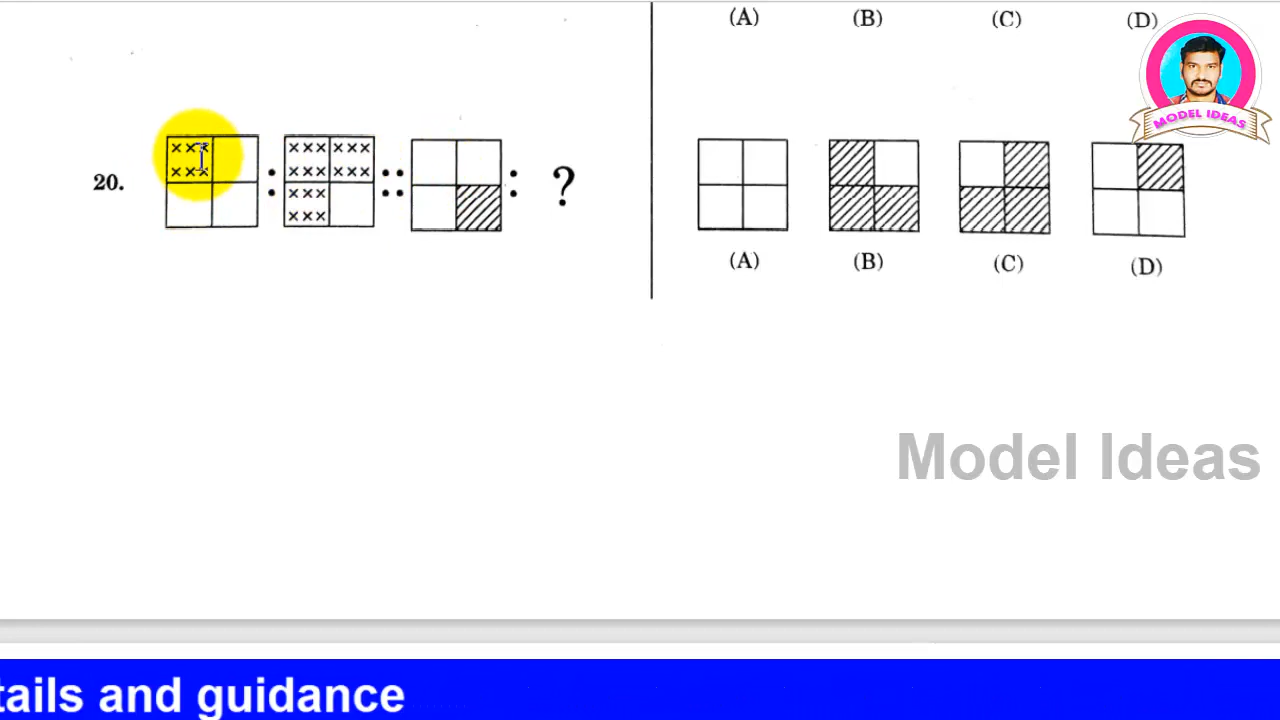 (A) (B) (C) (D)
MODEL IDEAS
20. ××× ××× : ××× ××× ××× ××× ××× ××× :: : ?
(A) (B) (C) (D)
Model Ideas
tails and guidance